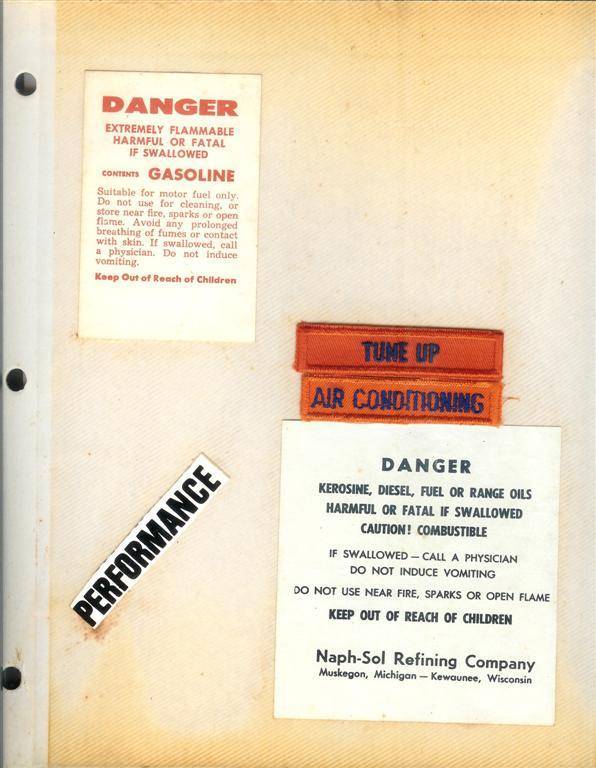 DANGER
EXTREMELY FLAMMABLE
HARMFUL OR FATAL
IF SWALLOWED
CONTENTS GASOLINE
Suitable for motor fuel only.
Do not use for cleaning, or
store near fire, sparks or open
flame. Avoid any prolonged
breathing of fumes or contact
with skin. If swallowed, call
a physician. Do not induce
vomiting.
Keep Out of Reach of Children
TUNE UP
AIR CONDITIONING
PERFORMANCE
DANGER
KEROSINE, DIESEL, FUEL OR RANGE OILS
HARMFUL OR FATAL IF SWALLOWED
CAUTION! COMBUSTIBLE
IF SWALLOWED — CALL A PHYSICIAN
DO NOT INDUCE VOMITING
DO NOT USE NEAR FIRE, SPARKS OR OPEN FLAME
KEEP OUT OF REACH OF CHILDREN
Naph-Sol Refining Company
Muskegon, Michigan — Kewaunee, Wisconsin